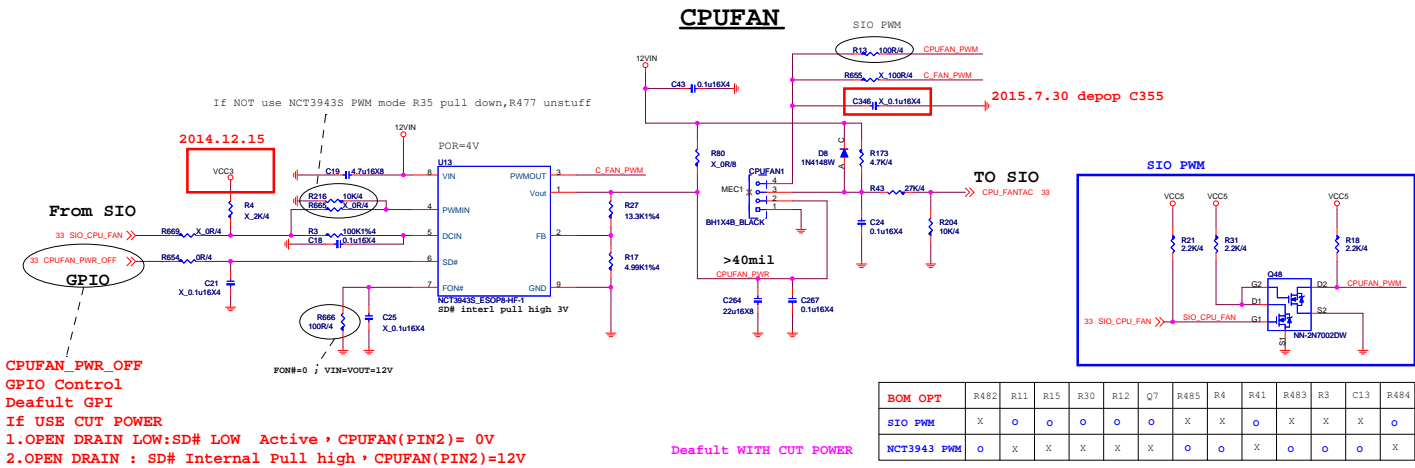 CPUFAN
SIO PWM
R13 100R/4 CPUFAN_PWM
12VIN
R655 X_100R/4 C_FAN_PWM
C43 0.1u16X4
C346 X_0.1u16X4
2015.7.30 depop C355
If NOT use NCT3943S PWM mode R35 pull down,R477 unstuff
2014.12.15
12VIN
POR=4V
VCC3
U13
C19 4.7u16X8
8 VIN
PWMOUT 3
C_FAN_PWM
Vout 1
R216 10K/4
R665 X_0R/4
4 PWMIN
R4
X_2K/4
R27
13.3K1%4
From SIO
33 SIO_CPU_FAN
R669 X_0R/4
R3 100K1%4
C18 0.1u16X4
5 DCIN
FB 2
33 CPUFAN_PWR_OFF
R654 0R/4
6 SD#
R17
4.99K1%4
GPIO
C21
X_0.1u16X4
7 FON#
GND 9
NCT3943S_ESOP8-HF-1
SD# interl pull high 3V
R666
100R/4
C25
X_0.1u16X4
FON#=0 ; VIN=VOUT=12V
R80
X_0R/8
D8
1N4148W
C
A
R173
4.7K/4
CPUFAN1
MEC1
X
4
3
2
1
BH1X4B_BLACK
R43 27K/4
TO SIO
CPU_FANTAC 33
C24
0.1u16X4
R204
10K/4
>40mil
CPUFAN_PWR
C264
22u16X8
C267
0.1u16X4
SIO PWM
VCC5
VCC5
VCC5
R21
2.2K/4
R31
2.2K/4
R18
2.2K/4
Q48
G2
D2
CPUFAN_PWM
D1
S2
33 SIO_CPU_FAN
SIO_CPU_FAN
G1
S1
NN-2N7002DW
CPUFAN_PWR_OFF
GPIO Control
Deafult GPI
If USE CUT POWER
1.OPEN DRAIN LOW:SD# LOW Active,CPUFAN(PIN2)= 0V
2.OPEN DRAIN : SD# Internal Pull high,CPUFAN(PIN2)=12V
Deafult WITH CUT POWER
BOM OPT R482 R11 R15 R30 R12 Q7 R485 R4 R41 R483 R3 C13 R484
SIO PWM X O O O O O X X O X X X O
NCT3943 PWM O X X X X X O O X O O O X